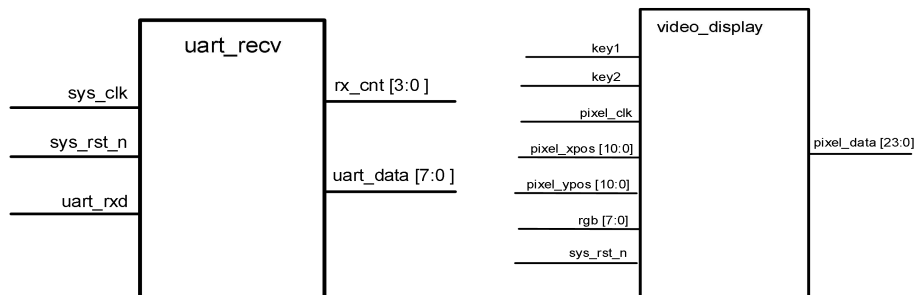 uart_recv
sys_clk
sys_rst_n
uart_rxd
rx_cnt [3:0 ]
uart_data [7:0 ]
video_display
key1
key2
pixel_clk
pixel_xpos [10:0]
pixel_ypos [10:0]
rgb [7:0]
sys_rst_n
pixel_data [23:0]